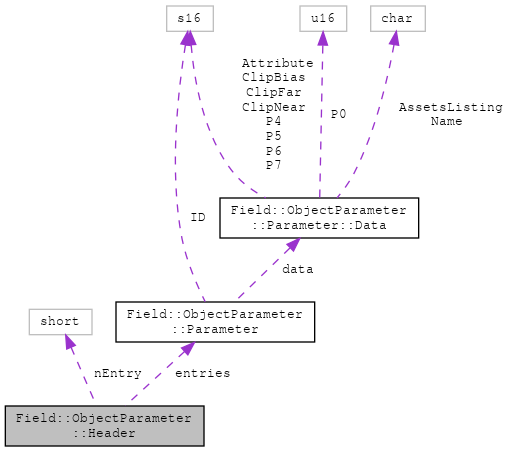 s16
u16
char
Attribute
ClipBias
ClipFar
ClipNear
P4
P5
P6
P7
P0
AssetsListing
Name
ID
Field::ObjectParameter
::Parameter::Data
data
Field::ObjectParameter
::Parameter
short
nEntry
entries
Field::ObjectParameter
::Header